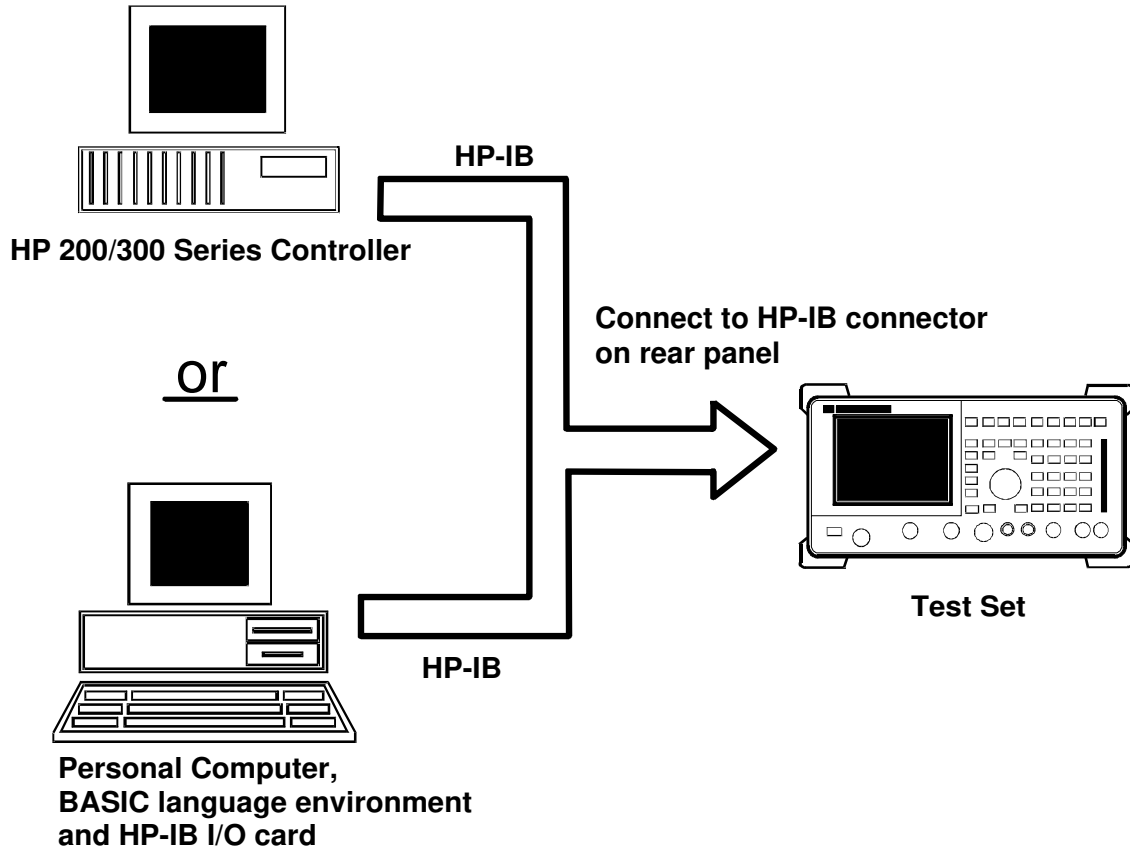 HP-IB
HP 200/300 Series Controller
Connect to HP-IB connector
on rear panel
or
Test Set
HP-IB
Personal Computer,
BASIC language environment
and HP-IB I/O card